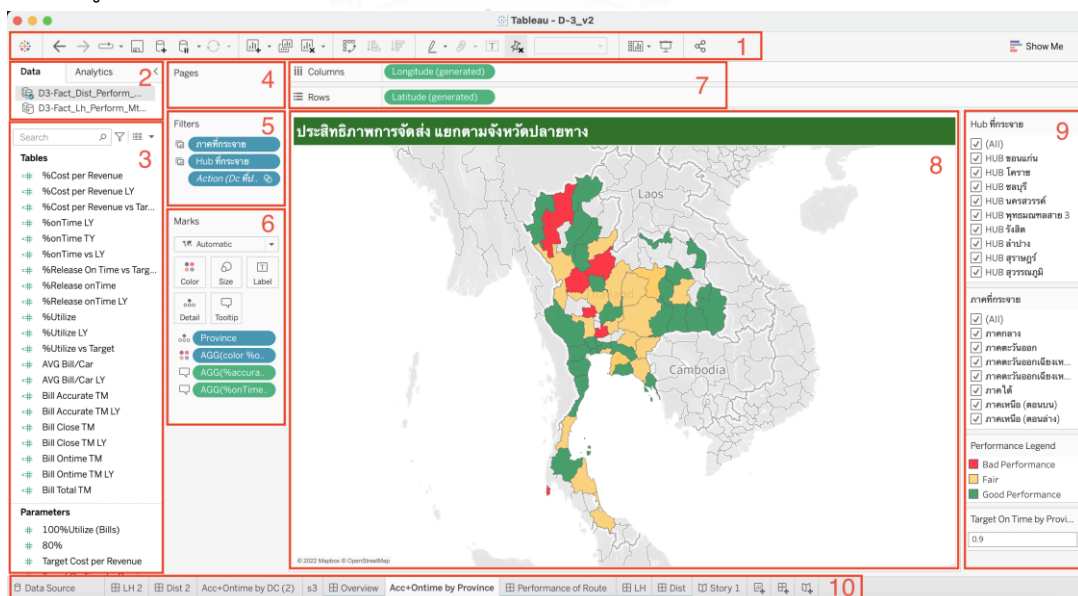 Tableau - D-3_v2
1
Show Me
Data
Analytics
2
D3-Fact_Dist_Perform_...
D3-Fact_Lh_Perform_Mt...
Search
3
Tables
%Cost per Revenue
%Cost per Revenue LY
%Cost per Revenue vs Tar...
%onTime LY
%onTime TY
%onTime vs LY
%Release On Time vs Targ...
%Release onTime
%Release onTime LY
%Utilize
%Utilize LY
%Utilize vs Target
AVG Bill/Car
AVG Bill/Car LY
Bill Accurate TM
Bill Accurate TM LY
Bill Close TM
Bill Close TM LY
Bill Ontime TM
Bill Ontime TM LY
Bill Total TM
Parameters
100%Utilize (Bills)
80%
Target Cost per Revenue
Pages
4
Filters
5
ภาคที่กระจาย
Hub ที่กระจาย
Action (Dc ที่ป..
Marks
6
Automatic
Color
Size
Label
Detail
Tooltip
Province
AGG(color %o..
AGG(%accura..
AGG(%onTime..
Columns
Longitude (generated)
7
Rows
Latitude (generated)
ประสิทธิภาพการจัดส่ง แยกตามจังหวัดปลายทาง
8
Laos
Thailand
Cambodia
© 2022 Mapbox © OpenStreetMap
Hub ที่กระจาย
9
(All)
HUB ขอนแก่น
HUB โคราช
HUB ชลบุรี
HUB นครสวรรค์
HUB พุทธมณฑลสาย 3
HUB รังสิต
HUB ลำปาง
HUB สุราษฎร์
HUB สุวรรณภูมิ
ภาคที่กระจาย
(All)
ภาคกลาง
ภาคตะวันออก
ภาคตะวันออกเฉียงเห...
ภาคตะวันออกเฉียงเห...
ภาคใต้
ภาคเหนือ (ตอนบน)
ภาคเหนือ (ตอนล่าง)
Performance Legend
Bad Performance
Fair
Good Performance
Target On Time by Provi...
0.9
Data Source
LH 2
Dist 2
Acc+Ontime by DC (2)
s3
Overview
Acc+Ontime by Province
Performance of Route
LH
Dist
Story 1
10